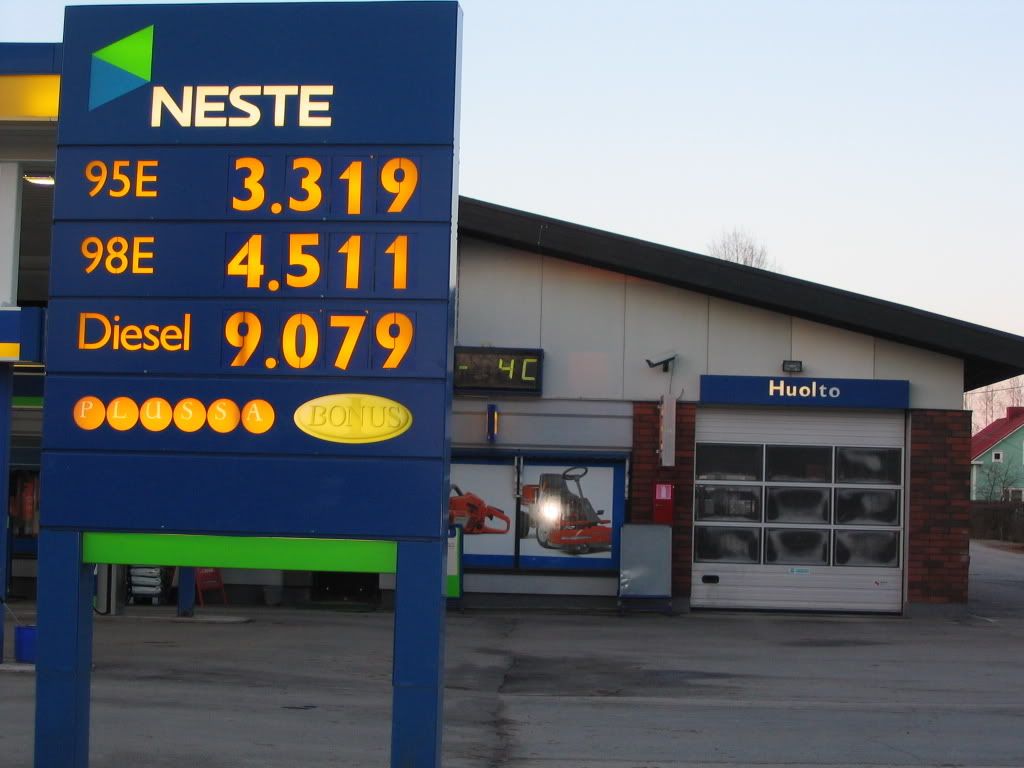 NESTE
95E 3.319
98E 4.511
Diesel 9.079
PLUSSA BONUS
- 4C
Huolto